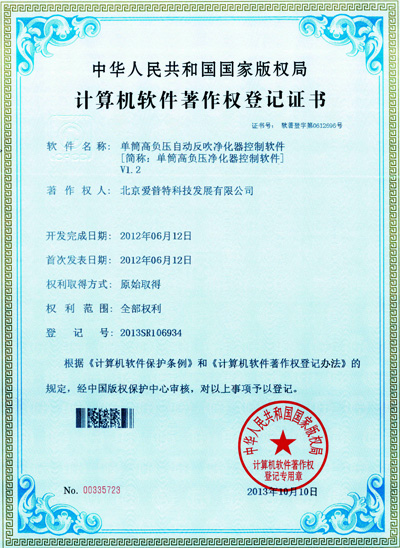 中华人民共和国国家版权局
计算机软件著作权登记证书
证书号： 软著登字第0612695号
软件名称： 单筒高负压自动反吹净化器控制软件
[简称：单筒高负压净化器控制软件]
V1.2
著作权人： 北京爱普特科技发展有限公司
开发完成日期： 2012年06月12日
首次发表日期： 2012年06月12日
权利取得方式： 原始取得
权利范围： 全部权利
登记号： 2013SR106934
根据《计算机软件保护条例》和《计算机软件著作权登记办法》的
规定，经中国版权保护中心审核，对以上事项予以登记。
中华人民共和国国家版权局
计算机软件著作权
登记专用章
No. 00335723
2013年10月10日